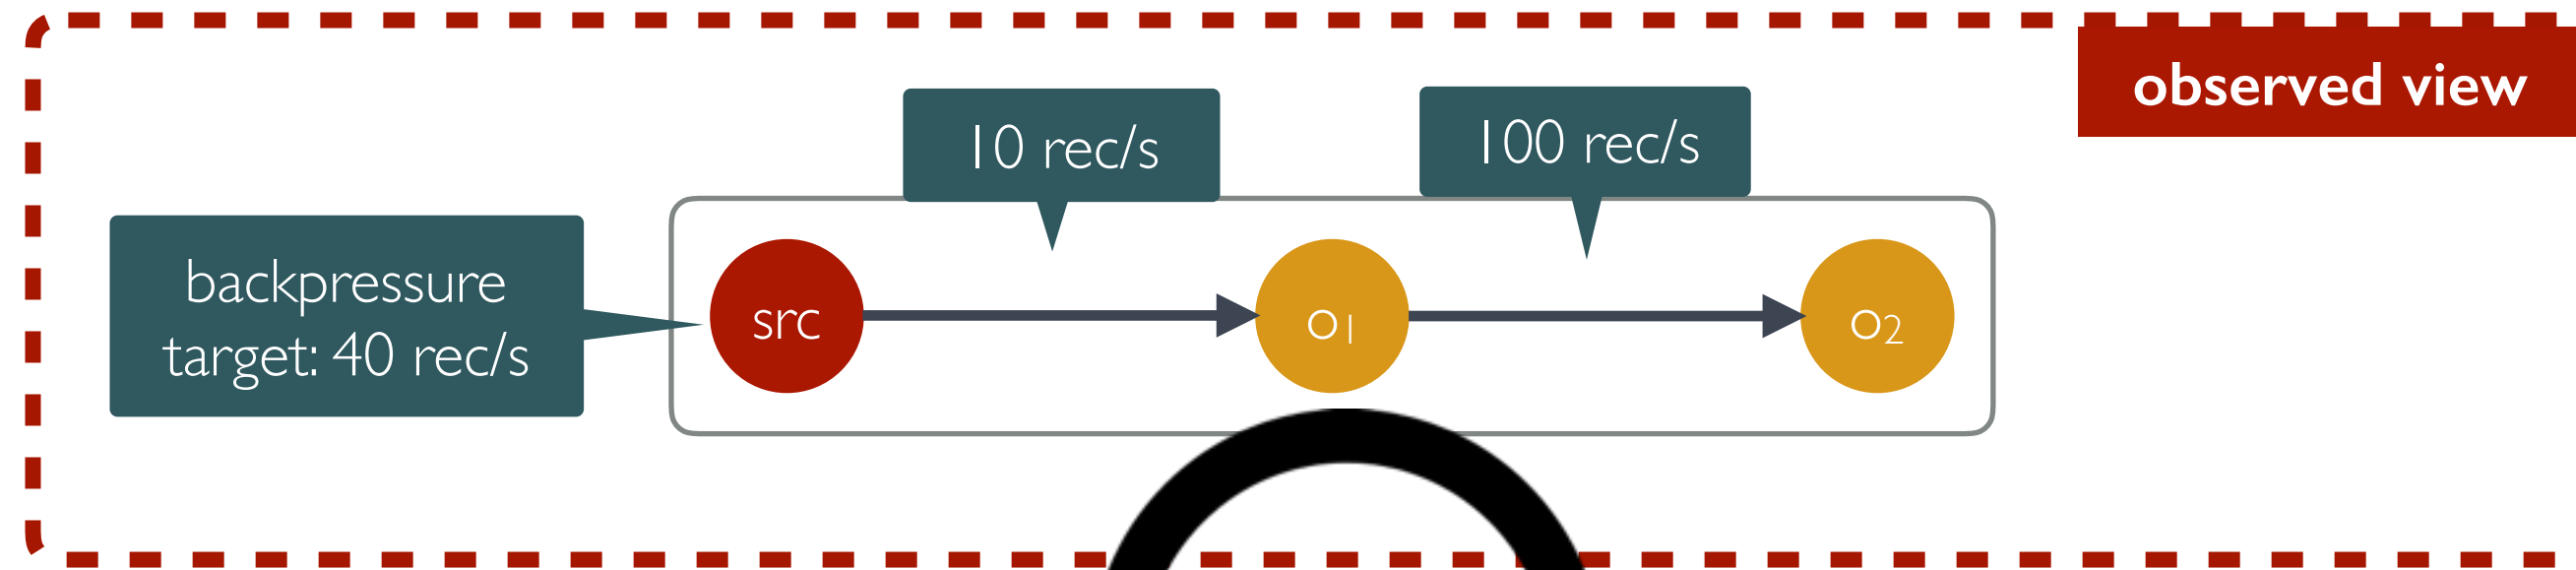 observed view
10 rec/s
100 rec/s
backpressure
target: 40 rec/s
src
o₁
o₂